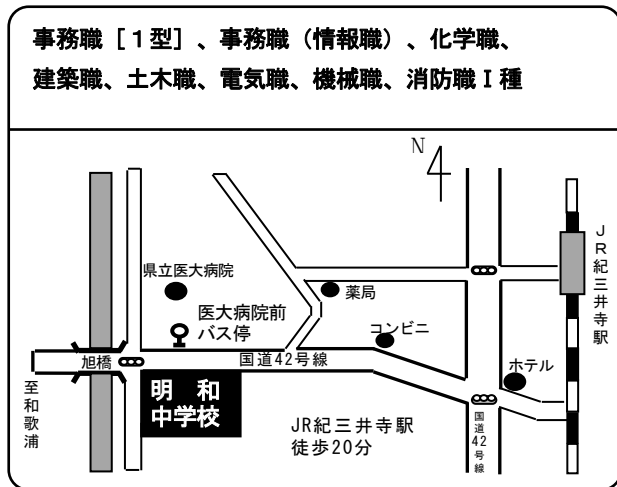 事務職［１型］、事務職（情報職）、化学職、
建築職、土木職、電気職、機械職、消防職Ⅰ種
N
JR紀三井寺駅
県立医大病院
薬局
医大病院前
バス停
コンビニ
旭橋
国道42号線
ホテル
至和歌浦
明　和
中学校
JR紀三井寺駅
徒歩20分
国道42号線